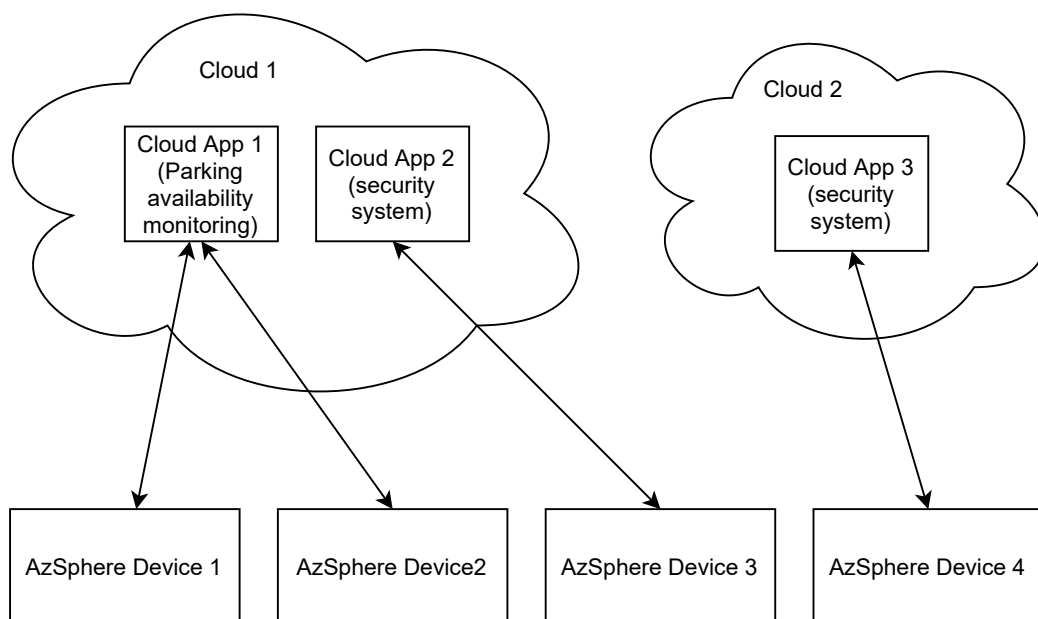 Cloud 1
Cloud App 1
(Parking
availability
monitoring)
Cloud App 2
(security
system)
Cloud 2
Cloud App 3
(security
system)
AzSphere Device 1
AzSphere Device2
AzSphere Device 3
AzSphere Device 4